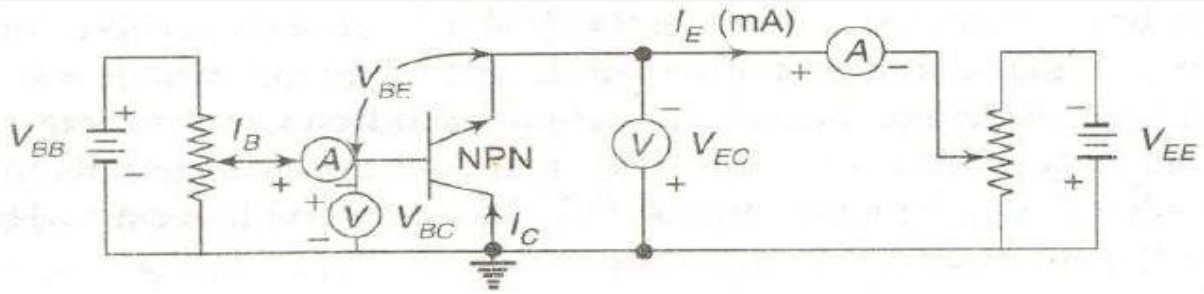 I_E (mA)
A
+ −
V_BE
V_BB
+
−
I_B
A
+ −
NPN
+
V
−
V_BC
I_C
−
V
+
V_EC
−
V_EE
+